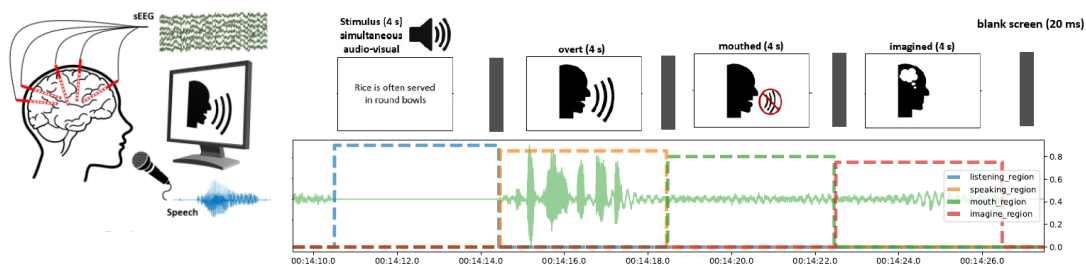 sEEG
Speech
Stimulus (4 s)
simultaneous
audio-visual
overt (4 s)
mouthed (4 s)
imagined (4 s)
blank screen (20 ms)
Rice is often served
in round bowls
0.8
0.6
0.4
0.2
0.0
listening_region
speaking_region
mouth_region
imagine_region
00:14:10.0
00:14:12.0
00:14:14.0
00:14:16.0
00:14:18.0
00:14:20.0
00:14:22.0
00:14:24.0
00:14:26.0